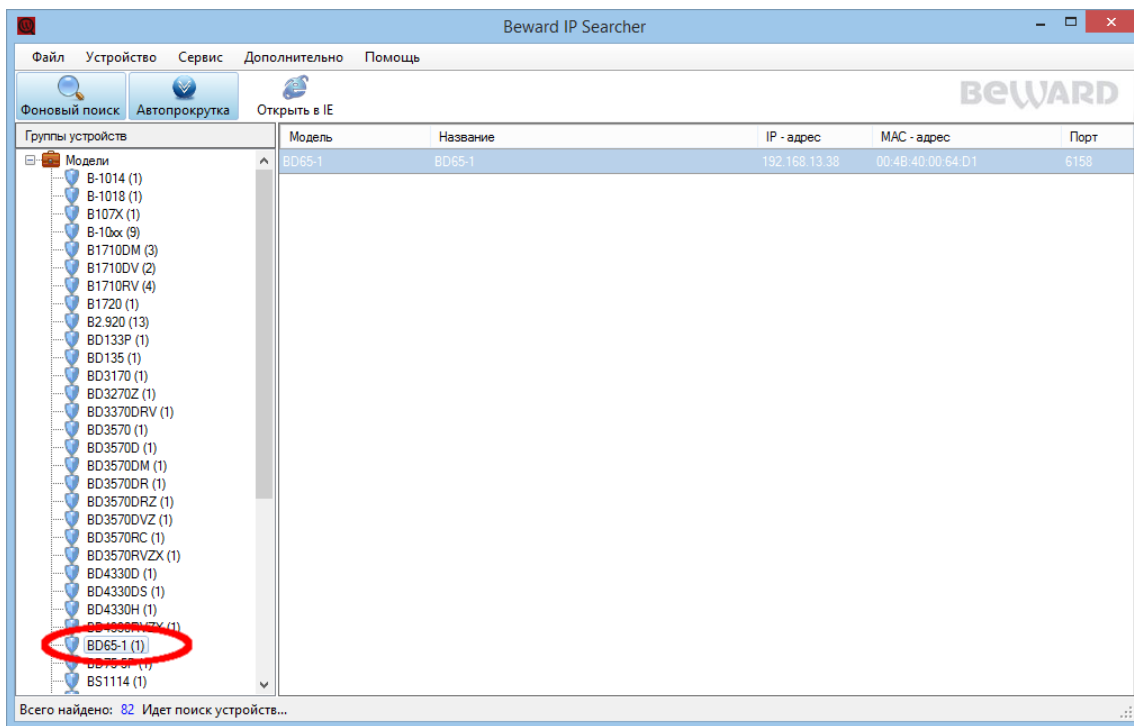 Beward IP Searcher
Файл Устройство Сервис Дополнительно Помощь
Фоновый поиск Автопрокрутка Открыть в IE
BEWARD
Группы устройств Модель Название IP - адрес MAC - адрес Порт
Модели
BD65-1 BD65-1 192.168.13.38 00:4B:40:00:64:D1 6158
B-1014 (1)
B-1018 (1)
B107X (1)
B-10xx (9)
B1710DM (3)
B1710DV (2)
B1710RV (4)
B1720 (1)
B2.920 (13)
BD133P (1)
BD135 (1)
BD3170 (1)
BD3270Z (1)
BD3370DRV (1)
BD3570 (1)
BD3570D (1)
BD3570DM (1)
BD3570DR (1)
BD3570DRZ (1)
BD3570DVZ (1)
BD3570RC (1)
BD3570RVZX (1)
BD4330D (1)
BD4330DS (1)
BD4330H (1)
BD4330RVZX (1)
BD65-1 (1)
BS1114 (1)
Всего найдено: 82 Идет поиск устройств...